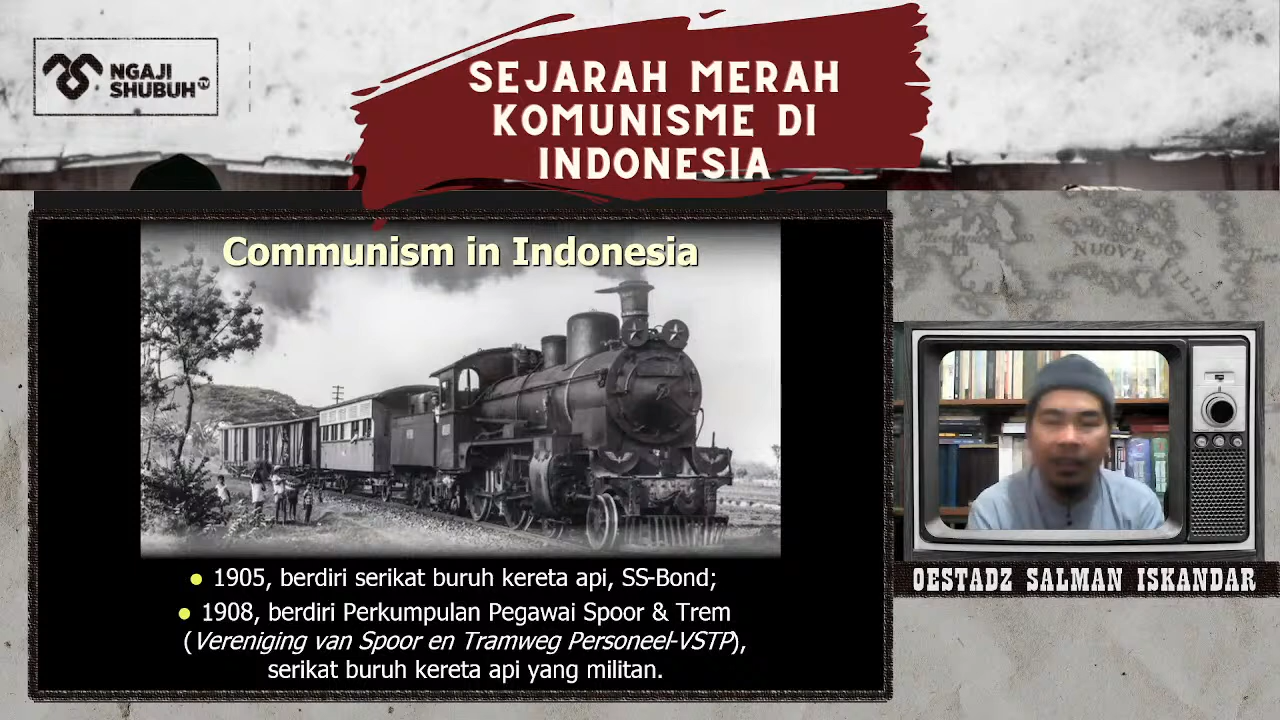 NGAJI
SHUBUH TV
SEJARAH MERAH
KOMUNISME DI
INDONESIA
NUOVE
Communism in Indonesia
• 1905, berdiri serikat buruh kereta api, SS-Bond;
• 1908, berdiri Perkumpulan Pegawai Spoor & Trem
(Vereniging van Spoor en Tramweg Personeel-VSTP),
serikat buruh kereta api yang militan.
OESTADZ SALMAN ISKANDAR